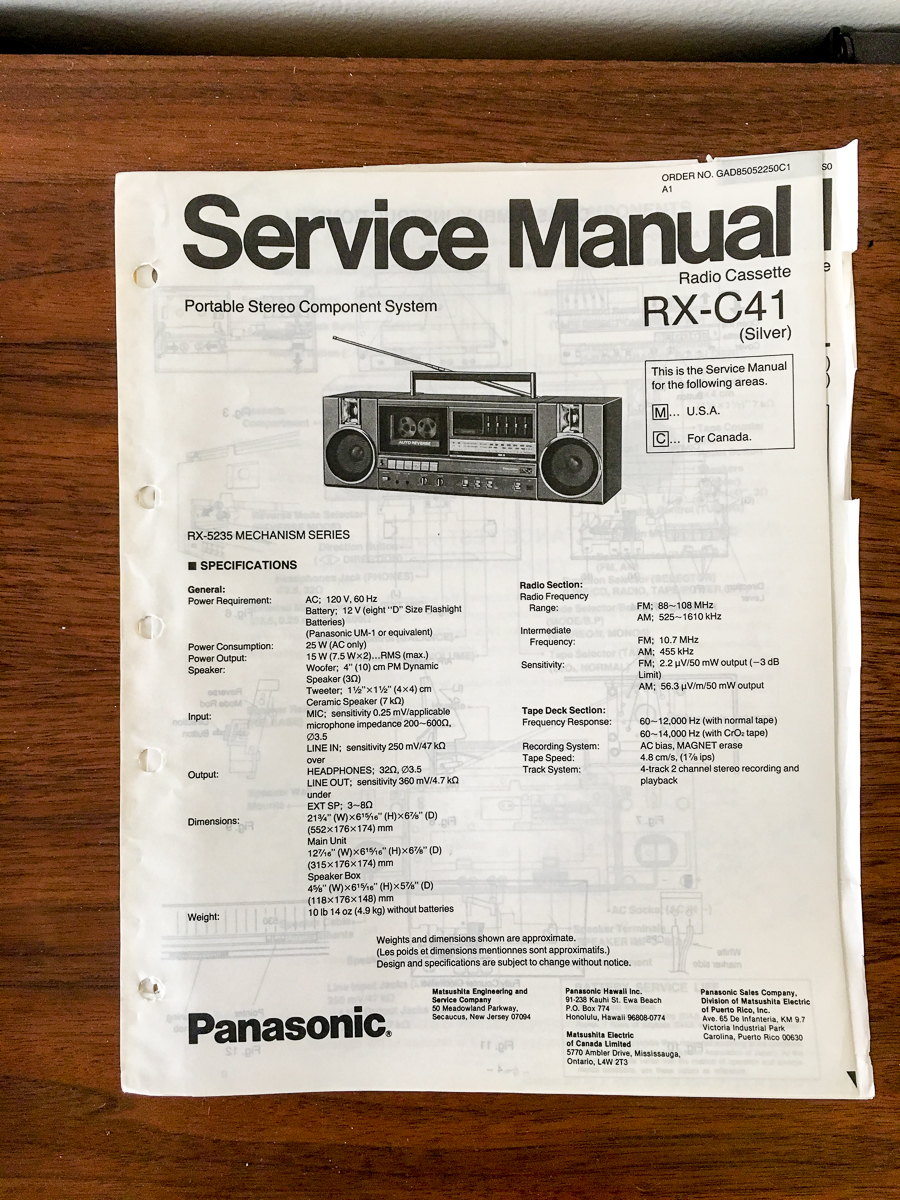 ORDER NO. GAD85052250C1
A1
Service Manual
Radio Cassette
Portable Stereo Component System
RX-C41
(Silver)
This is the Service Manual
for the following areas.
M ... U.S.A.
C ... For Canada.
AUTO REVERSE
RX-5235 MECHANISM SERIES
■ SPECIFICATIONS
General:
Power Requirement: AC; 120 V, 60 Hz
Battery; 12 V (eight "D" Size Flashight
Batteries)
(Panasonic UM-1 or equivalent)
Power Consumption: 25 W (AC only)
Power Output: 15 W (7.5 W×2)...RMS (max.)
Speaker: Woofer; 4" (10) cm PM Dynamic
Speaker (3Ω)
Tweeter; 1½"×1½" (4×4) cm
Ceramic Speaker (7 kΩ)
Input: MIC; sensitivity 0.25 mV/applicable
microphone impedance 200~600Ω,
∅3.5
LINE IN; sensitivity 250 mV/47 kΩ
over
Output: HEADPHONES; 32Ω, ∅3.5
LINE OUT; sensitivity 360 mV/4.7 kΩ
under
EXT SP; 3~8Ω
Dimensions: 21¾" (W)×6¹⁵⁄₁₆" (H)×6⅞" (D)
(552×176×174) mm
Main Unit
12⁷⁄₁₆" (W)×6¹⁵⁄₁₆" (H)×6⅞" (D)
(315×176×174) mm
Speaker Box
4⅝" (W)×6¹⁵⁄₁₆" (H)×5⅞" (D)
(118×176×148) mm
Weight: 10 lb 14 oz (4.9 kg) without batteries
Radio Section:
Radio Frequency
Range: FM; 88~108 MHz
AM; 525~1610 kHz
Intermediate
Frequency: FM; 10.7 MHz
AM; 455 kHz
Sensitivity: FM; 2.2 µV/50 mW output (−3 dB
Limit)
AM; 56.3 µV/m/50 mW output
Tape Deck Section:
Frequency Response: 60~12,000 Hz (with normal tape)
60~14,000 Hz (with CrO₂ tape)
Recording System: AC bias, MAGNET erase
Tape Speed: 4.8 cm/s, (1⅞ ips)
Track System: 4-track 2 channel stereo recording and
playback
Weights and dimensions shown are approximate.
(Les poids et dimensions mentionnes sont approximatifs.)
Design and specifications are subject to change without notice.
Panasonic®
Matsushita Engineering and
Service Company
50 Meadowland Parkway,
Secaucus, New Jersey 07094
Panasonic Hawaii Inc.
91-238 Kauhi St. Ewa Beach
P.O. Box 774
Honolulu, Hawaii 96808-0774
Matsushita Electric
of Canada Limited
5770 Ambler Drive, Mississauga,
Ontario, L4W 2T3
Panasonic Sales Company,
Division of Matsushita Electric
of Puerto Rico, Inc.
Ave. 65 De Infanteria, KM 9.7
Victoria Industrial Park
Carolina, Puerto Rico 00630